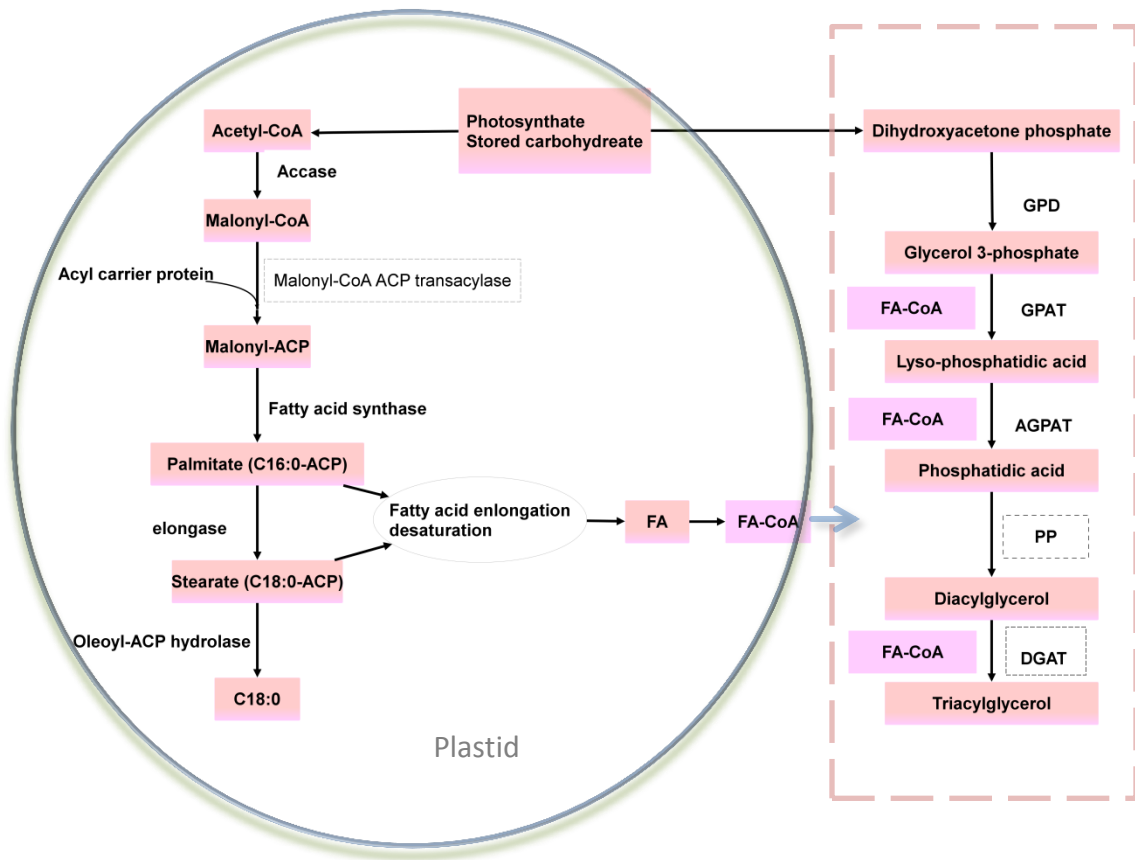 Photosynthate
Stored carbohydreate
Acetyl-CoA
Accase
Malonyl-CoA
Acyl carrier protein
Malonyl-CoA ACP transacylase
Malonyl-ACP
Fatty acid synthase
Palmitate (C16:0-ACP)
elongase
Fatty acid enlongation
desaturation
FA
FA-CoA
Stearate (C18:0-ACP)
Oleoyl-ACP hydrolase
C18:0
Plastid
Dihydroxyacetone phosphate
GPD
Glycerol 3-phosphate
FA-CoA
GPAT
Lyso-phosphatidic acid
FA-CoA
AGPAT
Phosphatidic acid
PP
Diacylglycerol
FA-CoA
DGAT
Triacylglycerol